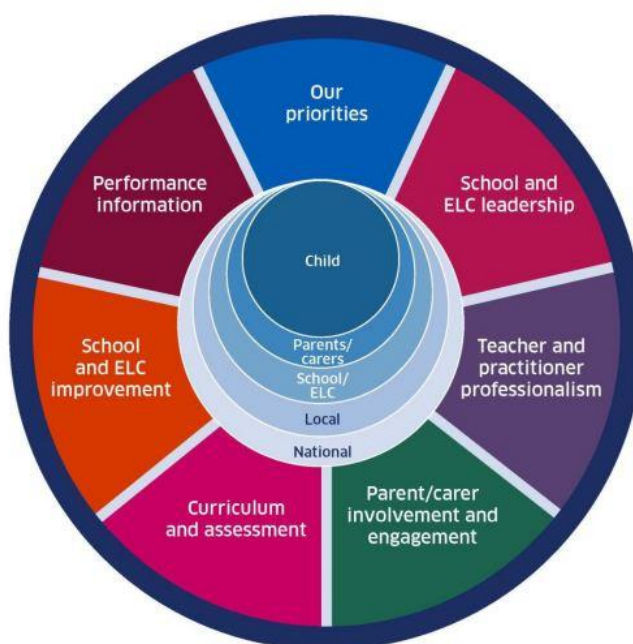 Our
priorities
School and
ELC leadership
Teacher and
practitioner
professionalism
Parent/carer
involvement and
engagement
Curriculum
and assessment
School
and ELC
improvement
Performance
information
Child
Parents/
carers
School/
ELC
Local
National